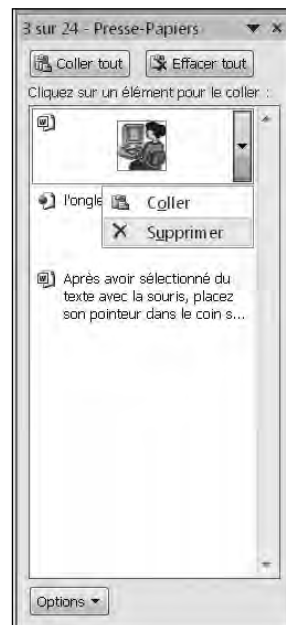 3 sur 24 - Presse-Papiers
Coller tout Effacer tout
Cliquez sur un élément pour le coller :
l'ongle
Coller
Supprimer
Après avoir sélectionné du
texte avec la souris, placez
son pointeur dans le coin s...
Options